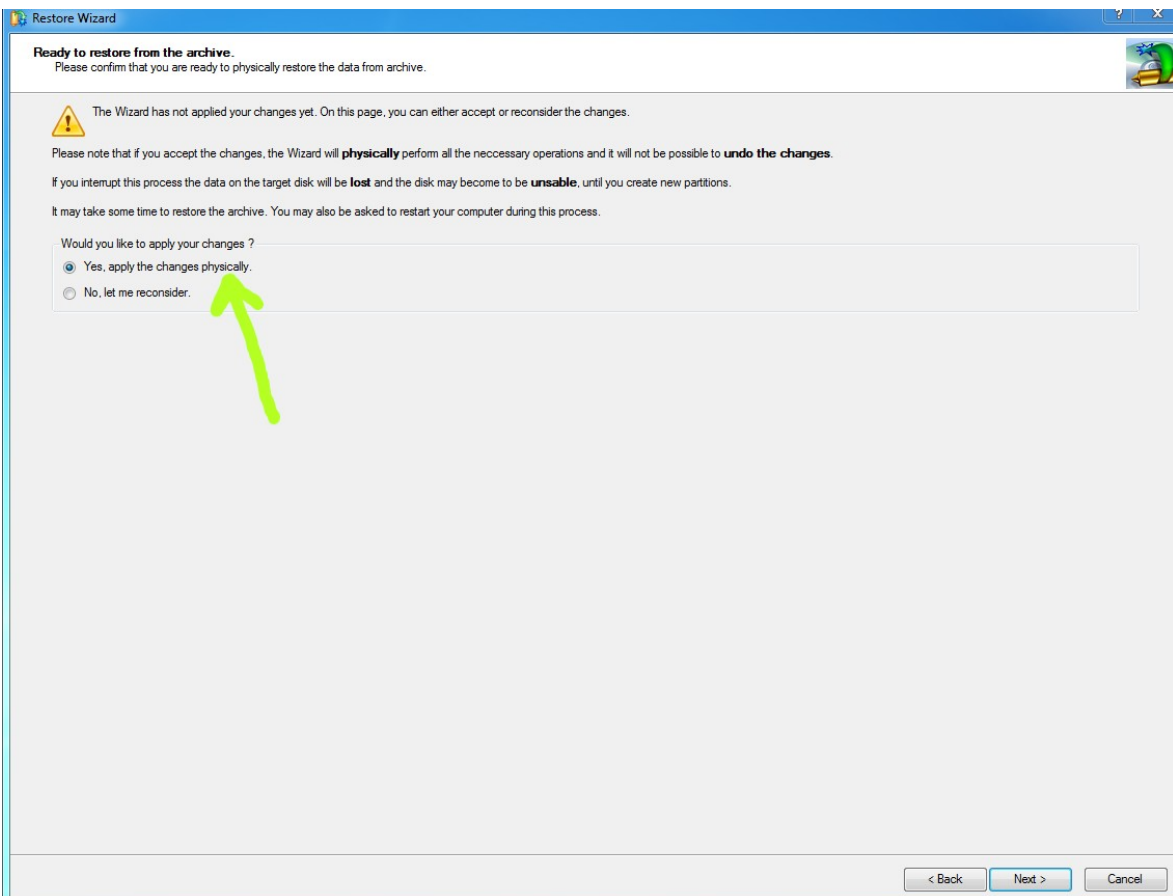 Restore Wizard
Ready to restore from the archive.
Please confirm that you are ready to physically restore the data from archive.
The Wizard has not applied your changes yet. On this page, you can either accept or reconsider the changes.
Please note that if you accept the changes, the Wizard will physically perform all the neccessary operations and it will not be possible to undo the changes.
If you interrupt this process the data on the target disk will be lost and the disk may become to be unsable, until you create new partitions.
It may take some time to restore the archive. You may also be asked to restart your computer during this process.
Would you like to apply your changes ?
Yes, apply the changes physically.
No, let me reconsider.
< Back Next > Cancel